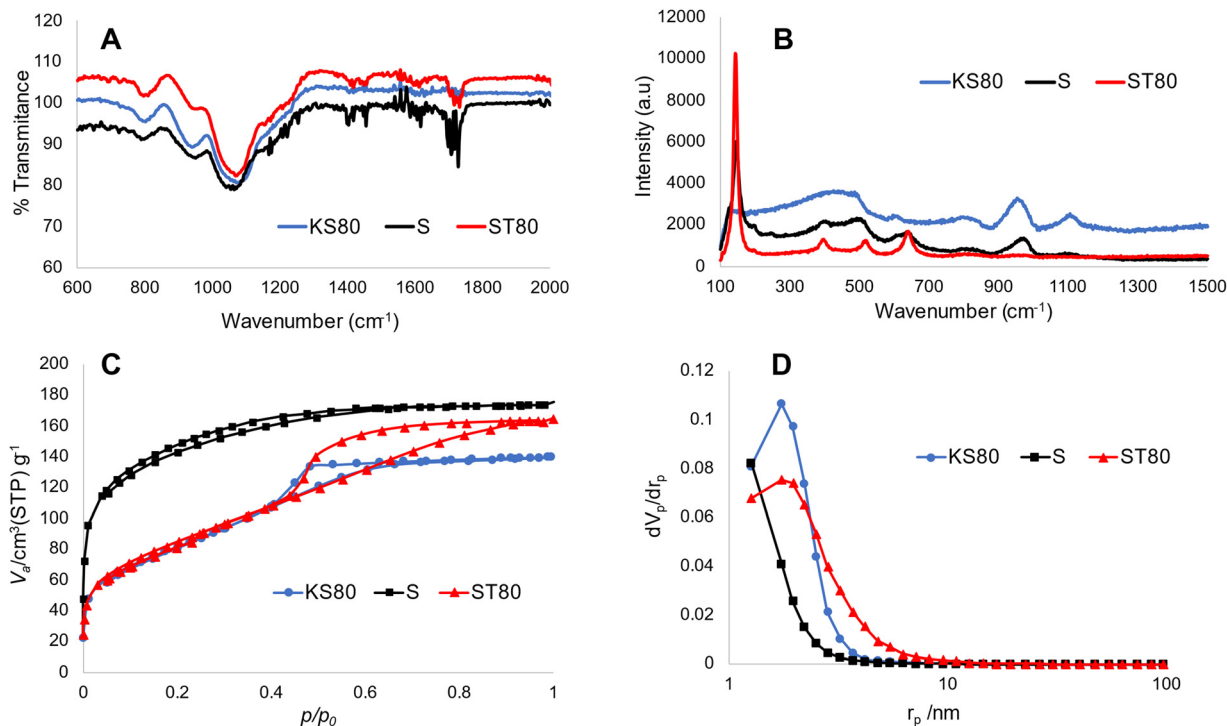 A
% Transmitance
120
110
100
90
80
70
60
KS80 S ST80
600 800 1000 1200 1400 1600 1800 2000
Wavenumber (cm-1)
B
Intensity (a.u)
12000
9000
6000
3000
2000
0
KS80 S ST80
100 300 500 700 900 1100 1300 1500
Wavenumber (cm-1)
C
Va/cm3(STP) g-1
200
180
160
140
120
100
80
60
40
20
0
KS80 S ST80
0 0.2 0.4 0.6 0.8 1
p/p0
D
dVp/drp
0.12
0.1
0.08
0.06
0.04
0.02
0
KS80 S ST80
1 10 100
rp /nm